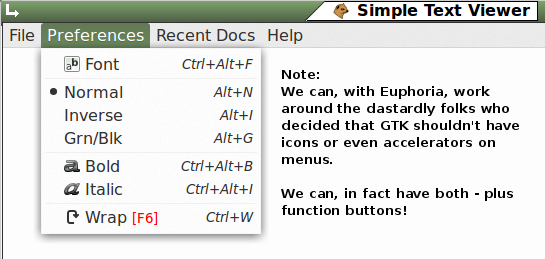 Simple Text Viewer
File Preferences Recent Docs Help
Font Ctrl+Alt+F
Normal Alt+N
Inverse Alt+I
Grn/Blk Alt+G
Bold Ctrl+Alt+B
Italic Ctrl+Alt+I
Wrap [F6] Ctrl+W
Note:
We can, with Euphoria, work
around the dastardly folks who
decided that GTK shouldn't have
icons or even accelerators on
menus.
We can, in fact have both - plus
function buttons!